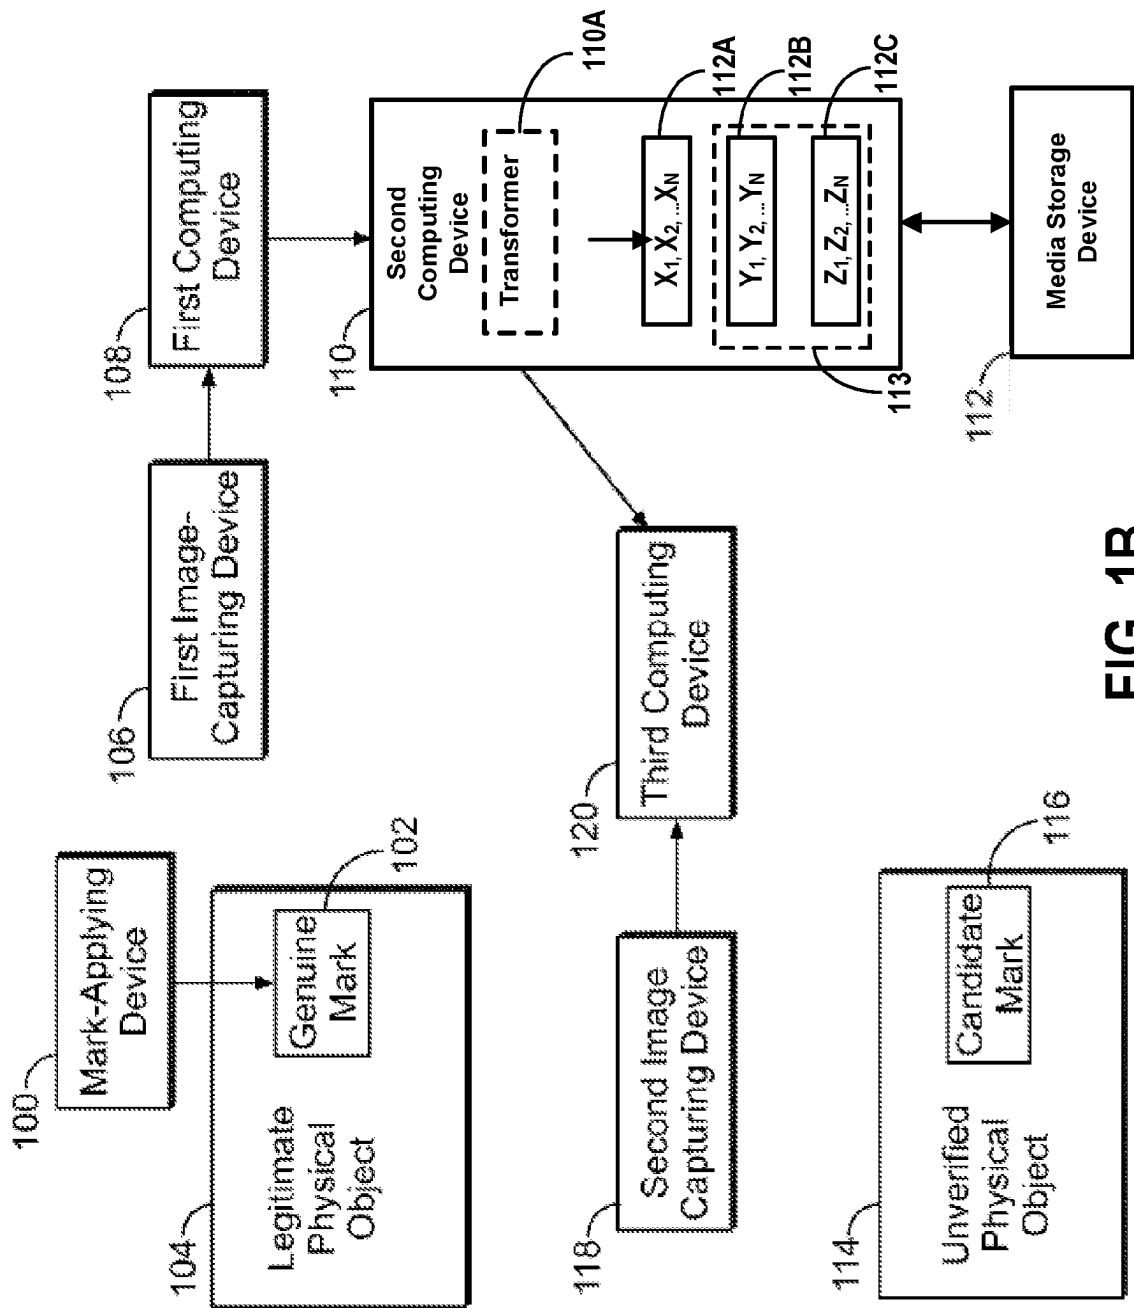 100
Mark-Applying
Device
104
Legitimate
Physical
Object
Genuine
Mark
102
106
First Image-
Capturing Device
108
First Computing
Device
110
Second
Computing
Device
Transformer
110A
X1, X2, ...XN
112A
Y1, Y2, ...YN
112B
Z1, Z2, ...ZN
112C
113
112
Media Storage
Device
118
Second Image
Capturing Device
120
Third Computing
Device
114
Unverified
Physical
Object
Candidate
Mark
116
FIG. 1B